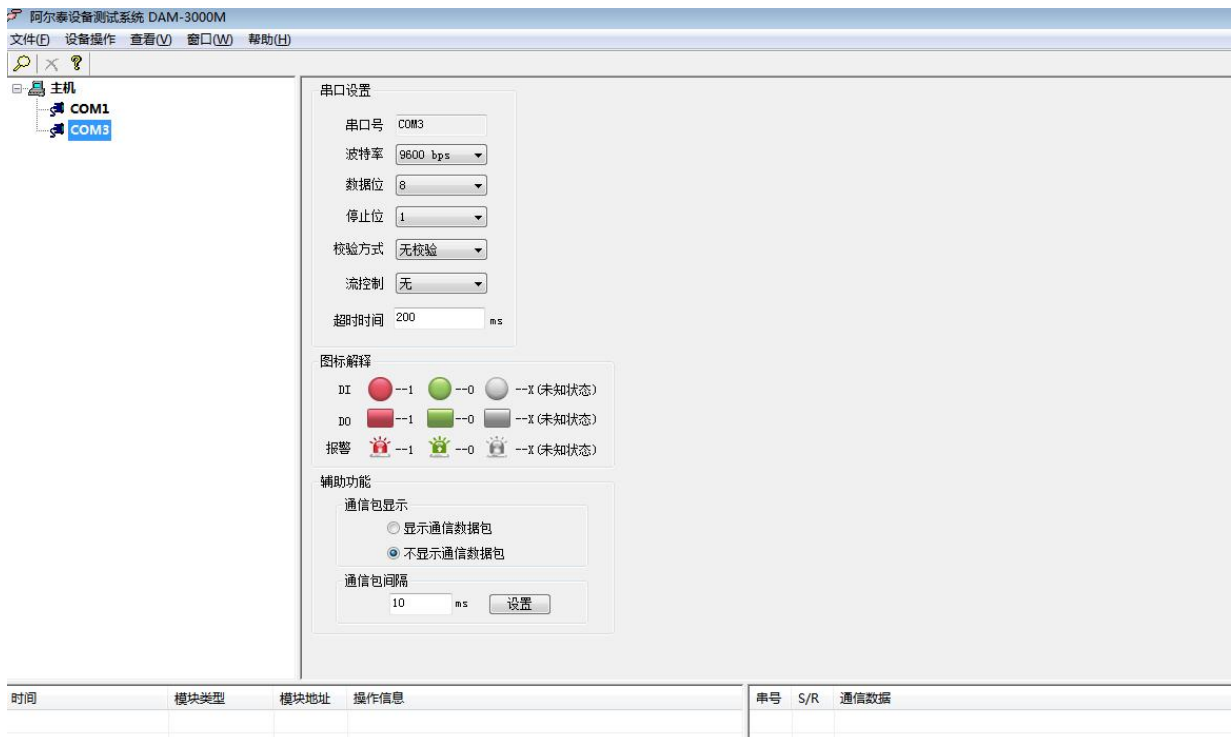 阿尔泰设备测试系统 DAM-3000M
文件(F) 设备操作 查看(V) 窗口(W) 帮助(H)
主机
COM1
COM3
串口设置
串口号 COM3
波特率 9600 bps
数据位 8
停止位 1
校验方式 无校验
流控制 无
超时时间 200 ms
图标解释
DI --1 --0 --X(未知状态)
DO --1 --0 --X(未知状态)
报警 --1 --0 --X(未知状态)
辅助功能
通信包显示
显示通信数据包
不显示通信数据包
通信包间隔
10 ms 设置
时间 模块类型 模块地址 操作信息 串号 S/R 通信数据